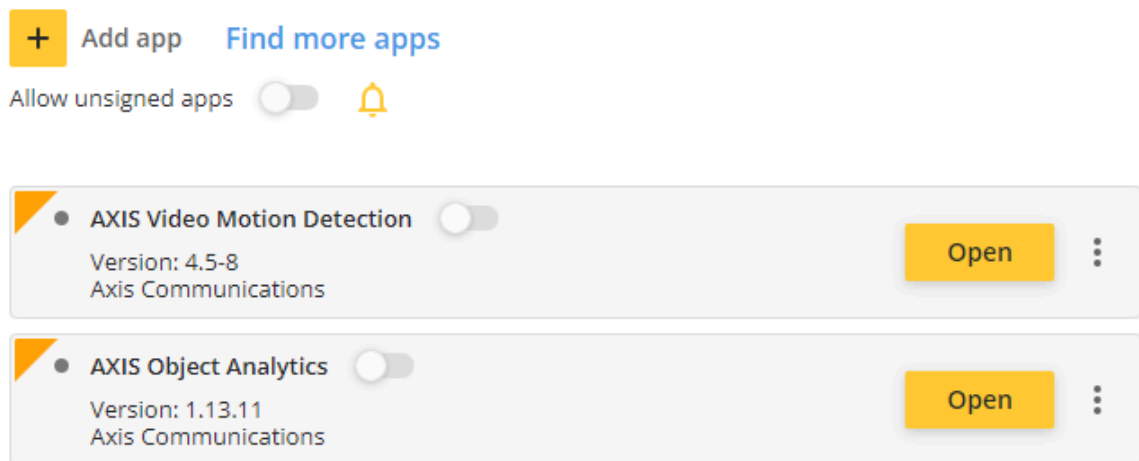 + Add app Find more apps
Allow unsigned apps
AXIS Video Motion Detection
Version: 4.5-8
Axis Communications
Open
AXIS Object Analytics
Version: 1.13.11
Axis Communications
Open